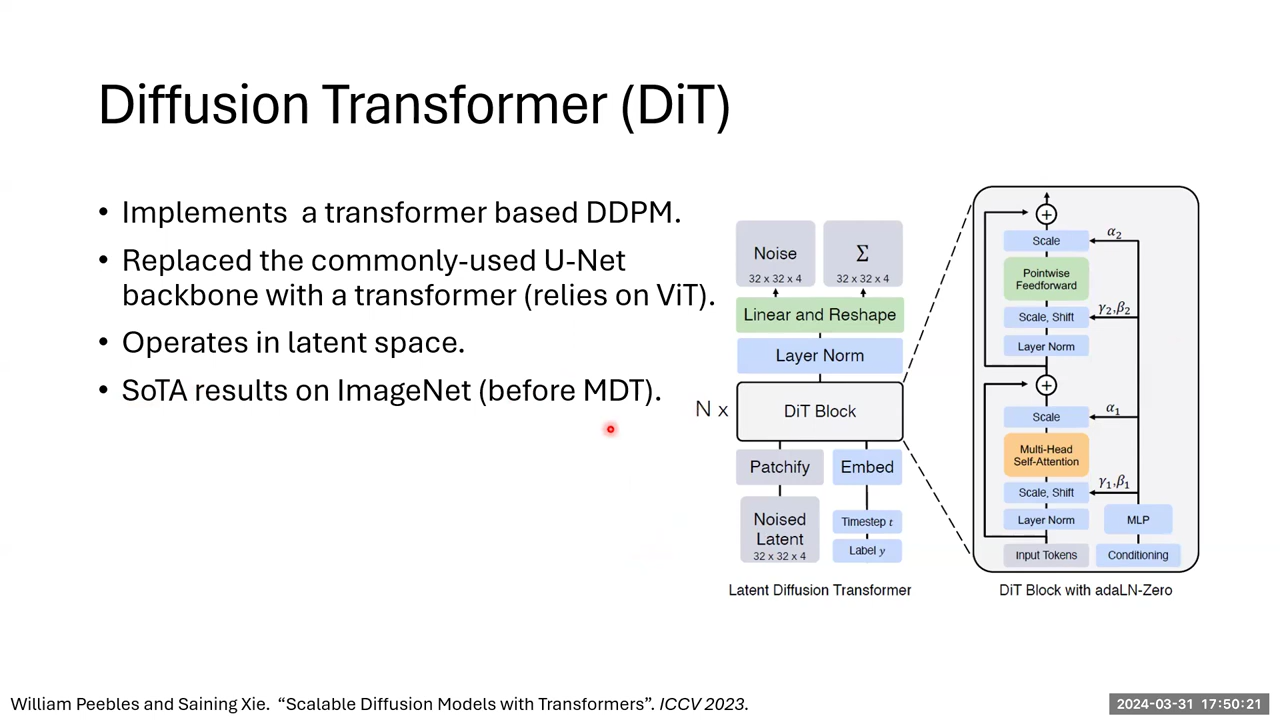 Diffusion Transformer (DiT)
• Implements  a transformer based DDPM.
• Replaced the commonly-used U-Net
backbone with a transformer (relies on ViT).
• Operates in latent space.
• SoTA results on ImageNet (before MDT).
Noise
32 x 32 x 4
Σ
32 x 32 x 4
Linear and Reshape
Layer Norm
N x
DiT Block
Patchify
Embed
Noised
Latent
32 x 32 x 4
Timestep t
Label y
Latent Diffusion Transformer
+
Scale
α₂
Pointwise
Feedforward
Scale, Shift
γ₂,β₂
Layer Norm
+
Scale
α₁
Multi-Head
Self-Attention
Scale, Shift
γ₁,β₁
Layer Norm
MLP
Input Tokens
Conditioning
DiT Block with adaLN-Zero
William Peebles and Saining Xie.  “Scalable Diffusion Models with Transformers”. ICCV 2023.
2024-03-31 17:50:21